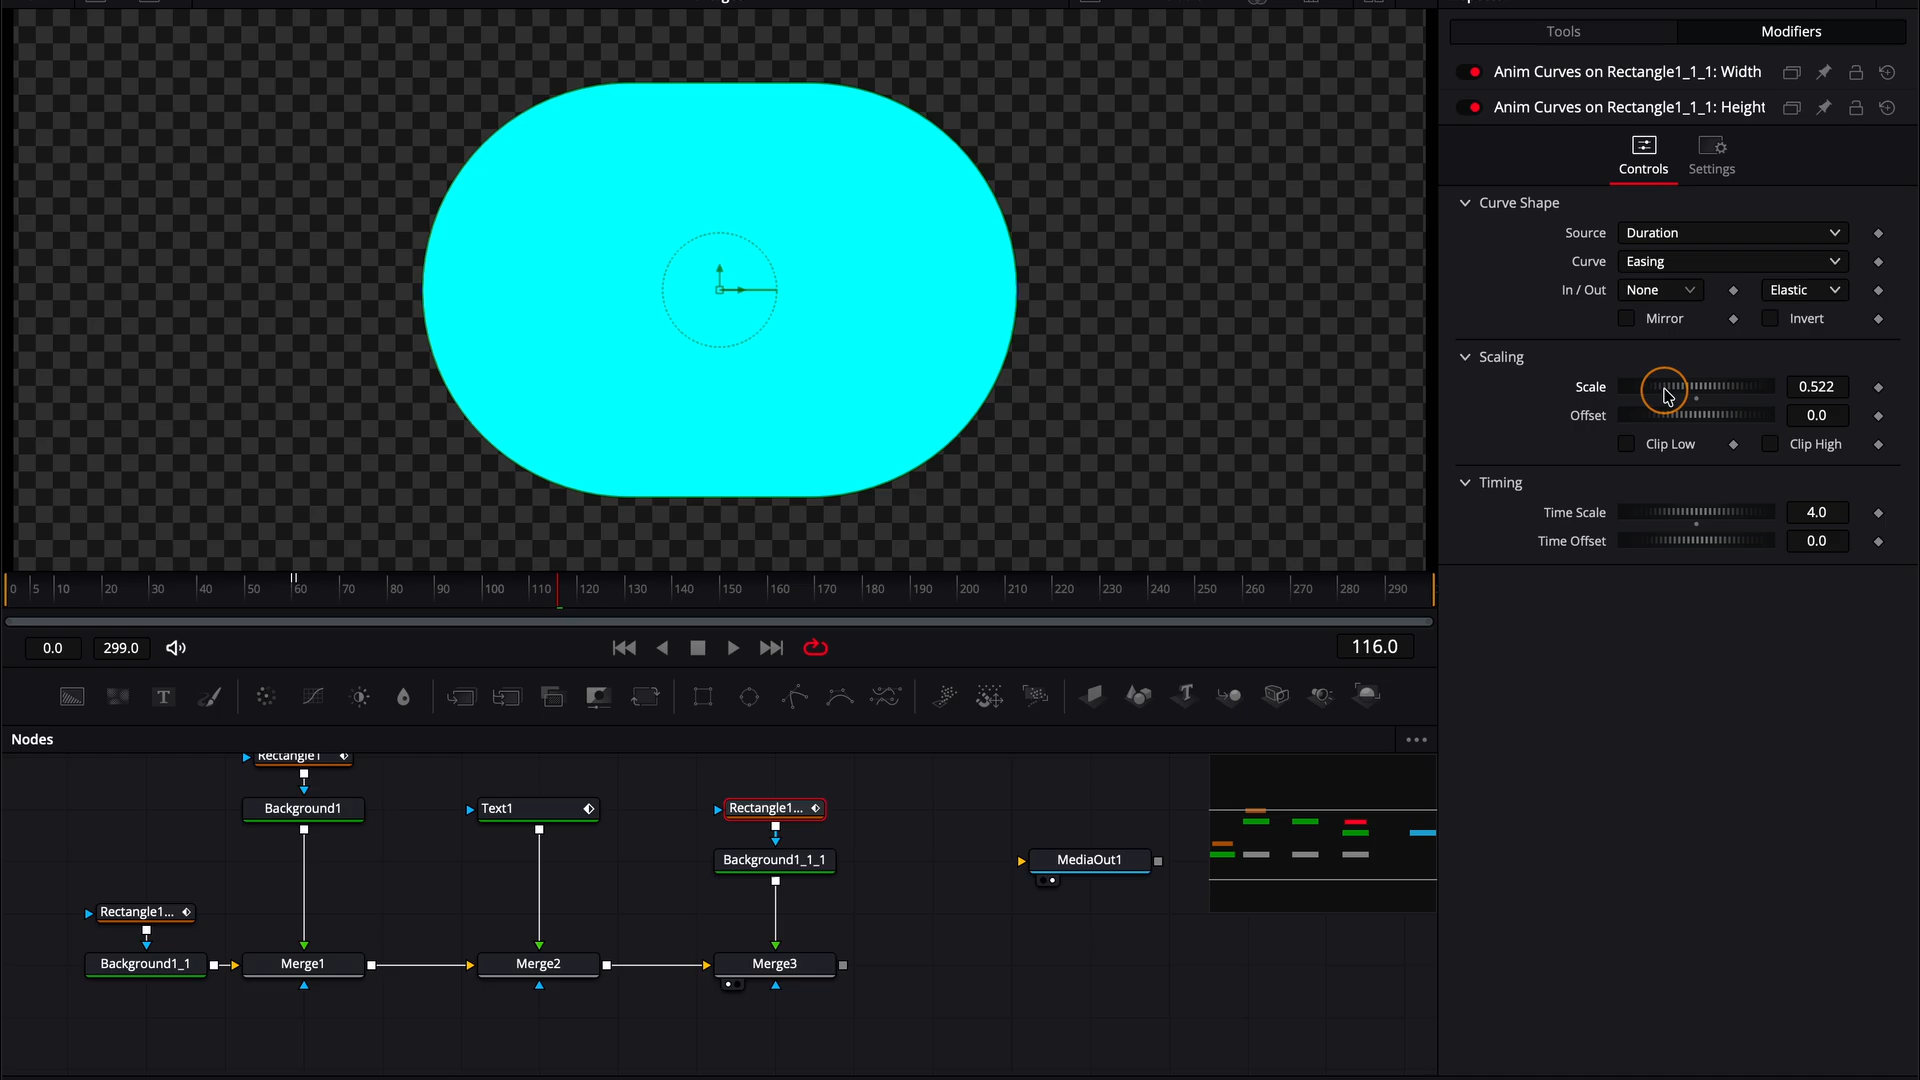 Tools
Modifiers
Anim Curves on Rectangle1_1_1: Width
Anim Curves on Rectangle1_1_1: Height
Controls
Settings
Curve Shape
Source
Duration
Curve
Easing
In / Out
None
Elastic
Mirror
Invert
Scaling
Scale
0.522
Offset
0.0
Clip Low
Clip High
Timing
Time Scale
4.0
Time Offset
0.0
0 5 10 20 30 40 50 60 70 80 90 100 110 120 130 140 150 160 170 180 190 200 210 220 230 240 250 260 270 280 290
0.0
299.0
116.0
Nodes
Rectangle1
Background1
Text1
Rectangle1...
Background1_1_1
MediaOut1
Rectangle1...
Background1_1
Merge1
Merge2
Merge3